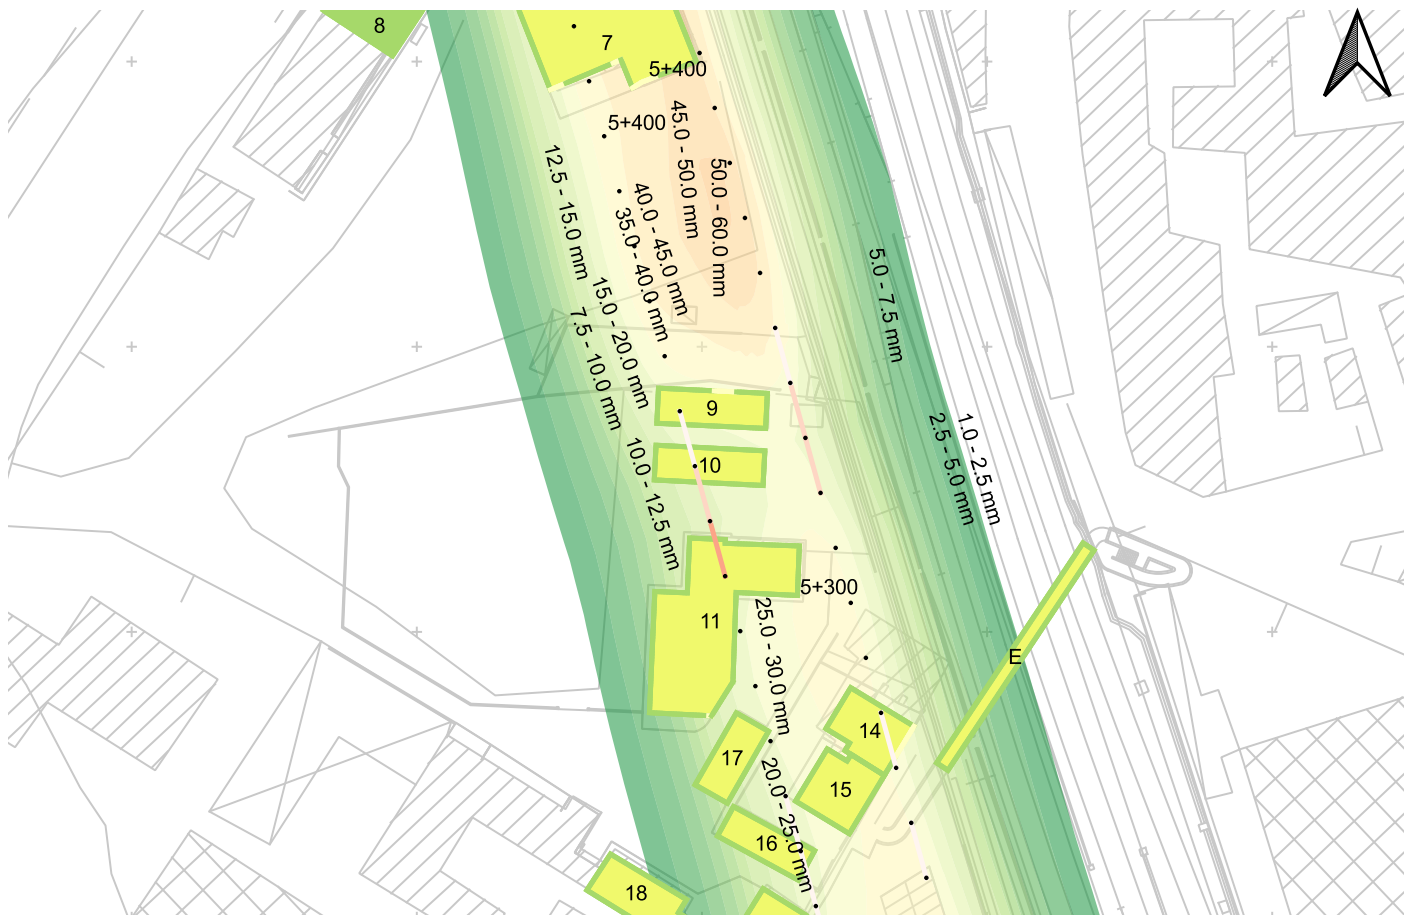 8
7
5+400
5+400
45.0 - 50.0 mm
50.0 - 60.0 mm
12.5 - 15.0 mm
40.0 - 45.0 mm
35.0 - 40.0 mm
5.0 - 7.5 mm
15.0 - 20.0 mm
7.5 - 10.0 mm
9
1.0 - 2.5 mm
2.5 - 5.0 mm
10
10.0 - 12.5 mm
5+300
11
25.0 - 30.0 mm
E
14
17
20.0 - 25.0 mm
15
16
18